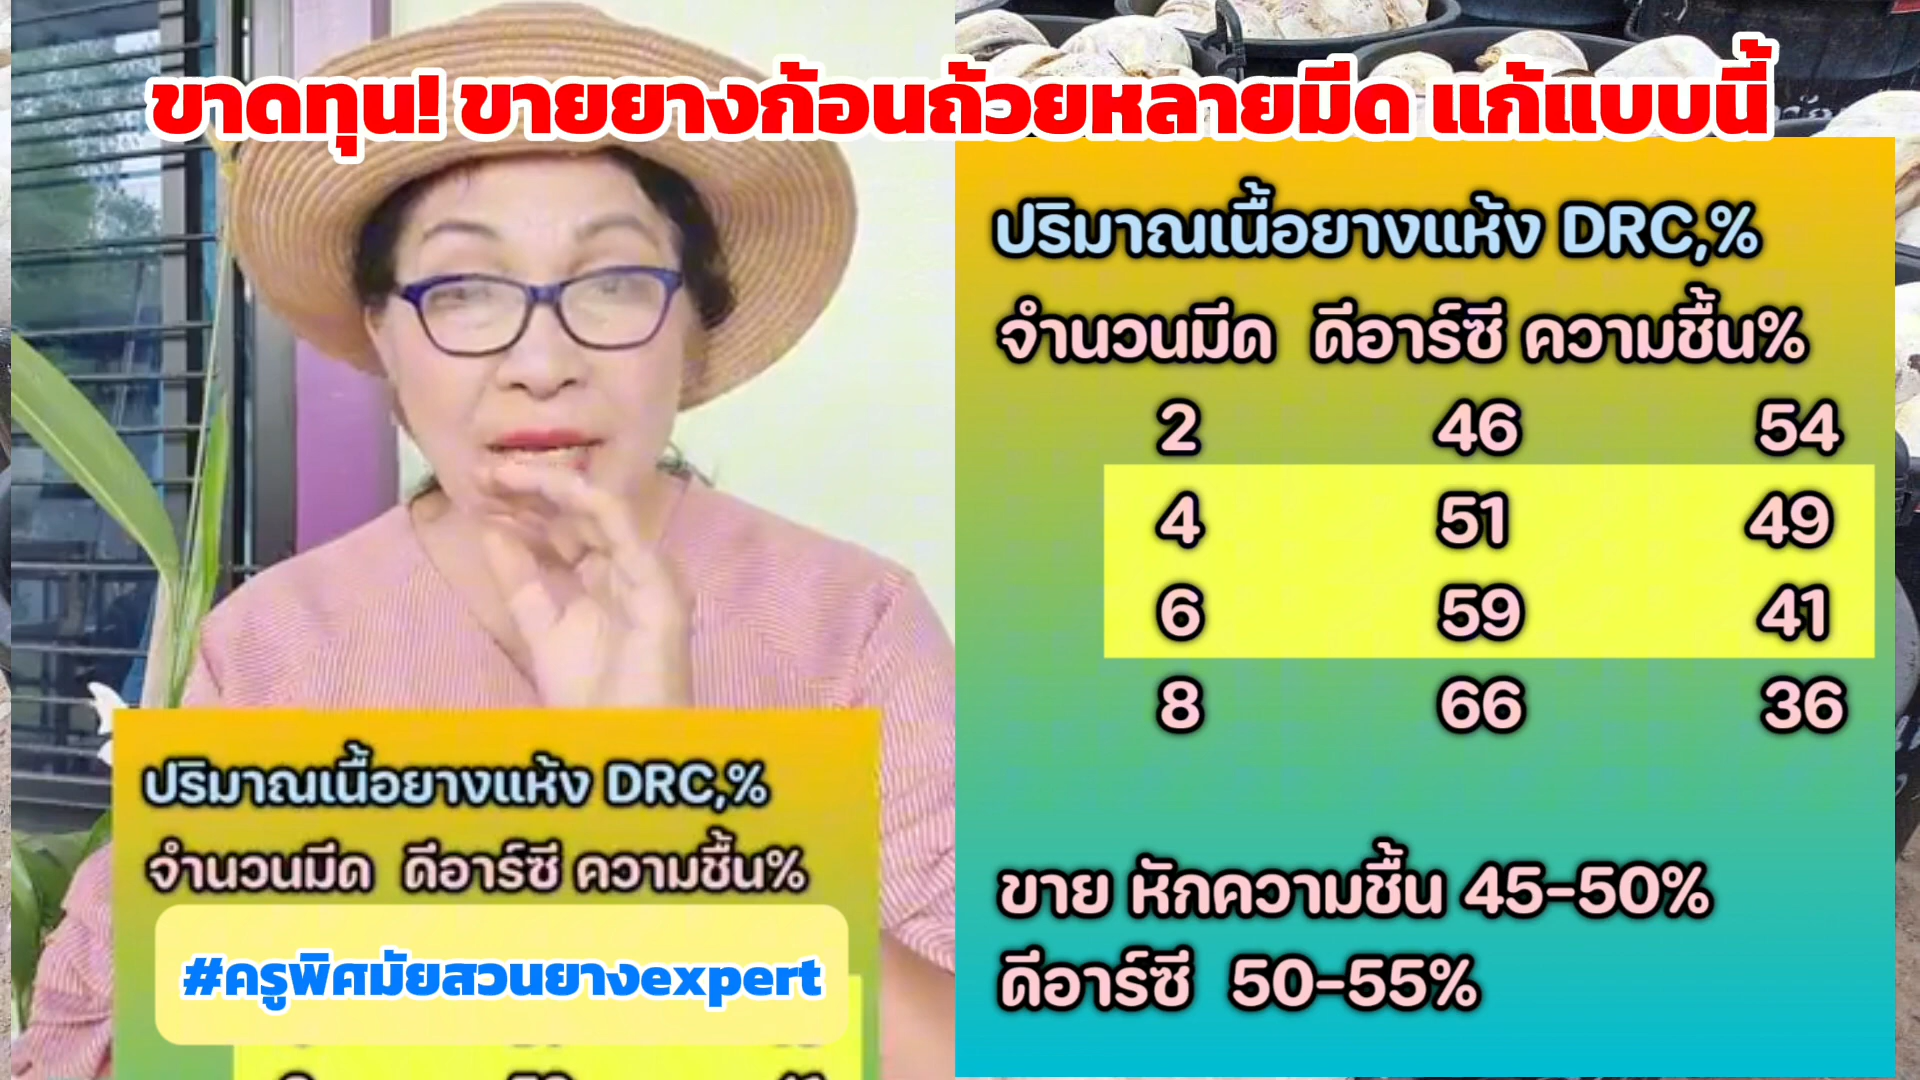 ขาดทุน! ขายยางก้อนถ้วยหลายมีด แก้แบบนี้
ปริมาณเนื้อยางแห้ง DRC,%
จำนวนมีด ดีอาร์ซี ความชื้น%
2 46 54
4 51 49
6 59 41
8 66 36
ขาย หักความชื้น 45-50%
ดีอาร์ซี 50-55%
ปริมาณเนื้อยางแห้ง DRC,%
จำนวนมีด ดีอาร์ซี ความชื้น%
#ครูพิศมัยสวนยางexpert